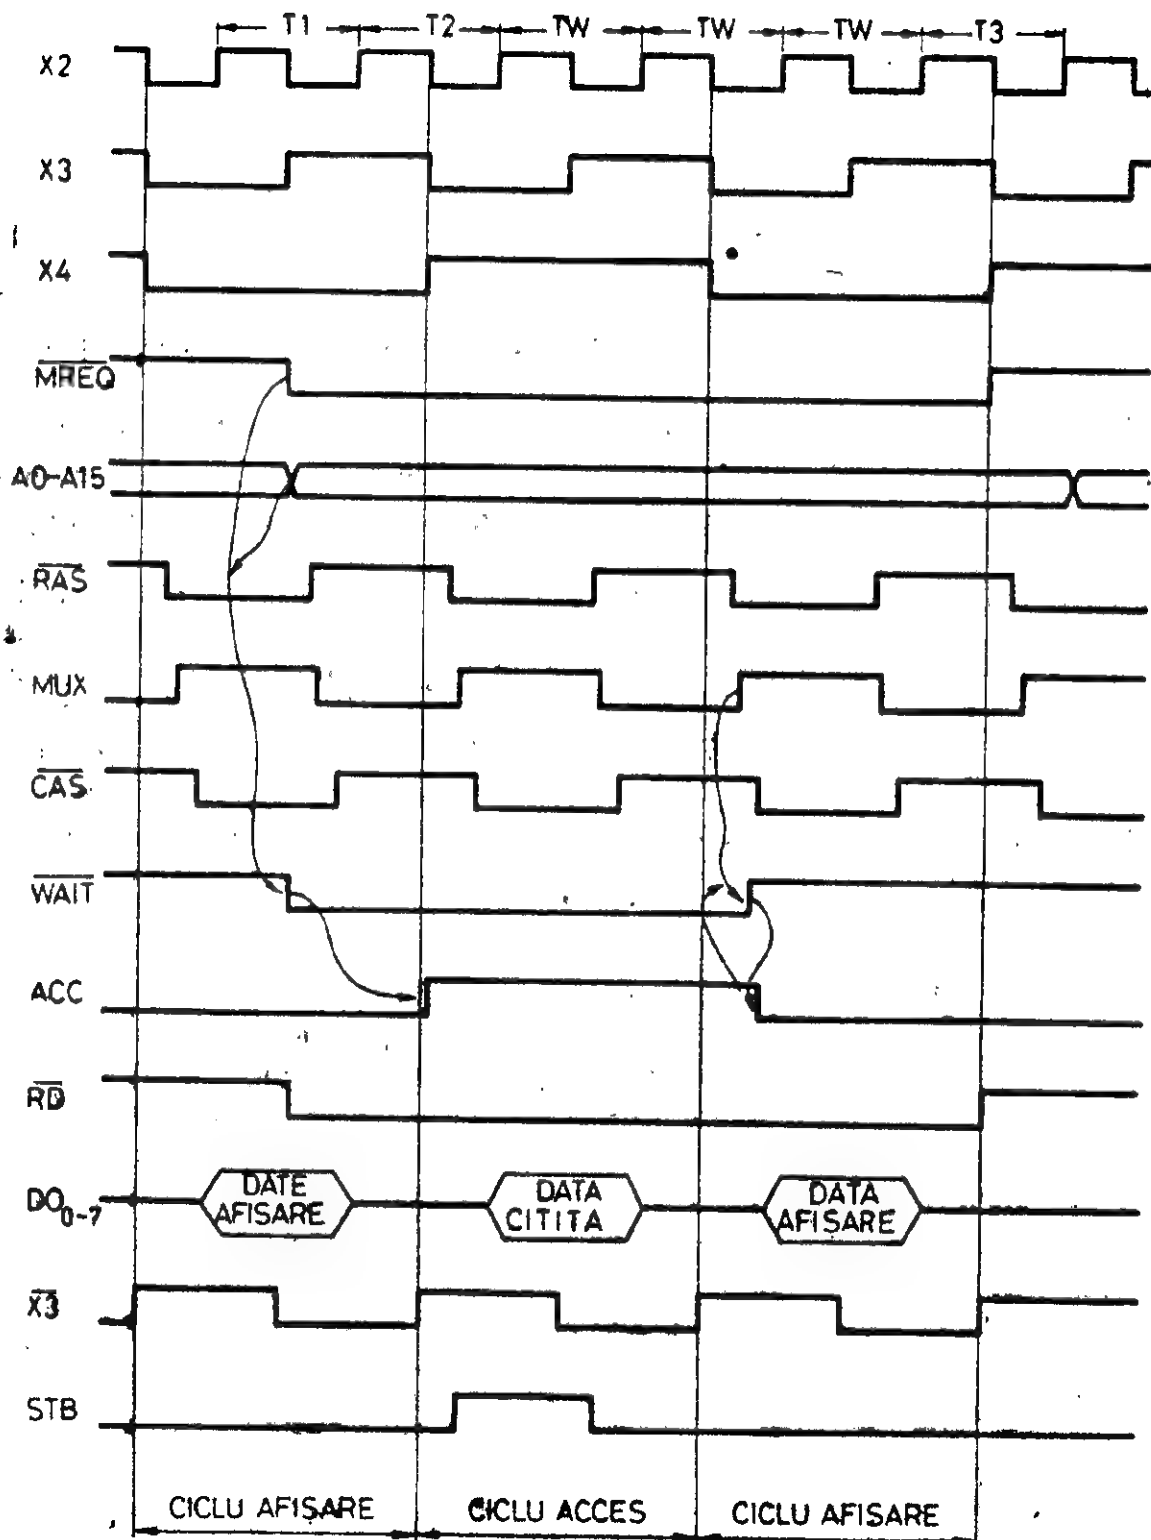 T1 T2 TW TW TW T3
X2
X3
X4
MREQ
A0-A15
RAS
MUX
CAS
WAIT
ACC
RD
DO0-7
DATE AFISARE
DATA CITITA
DATA AFISARE
X3
STB
CICLU AFIȘARE CICLU ACCES CICLU AFISARE